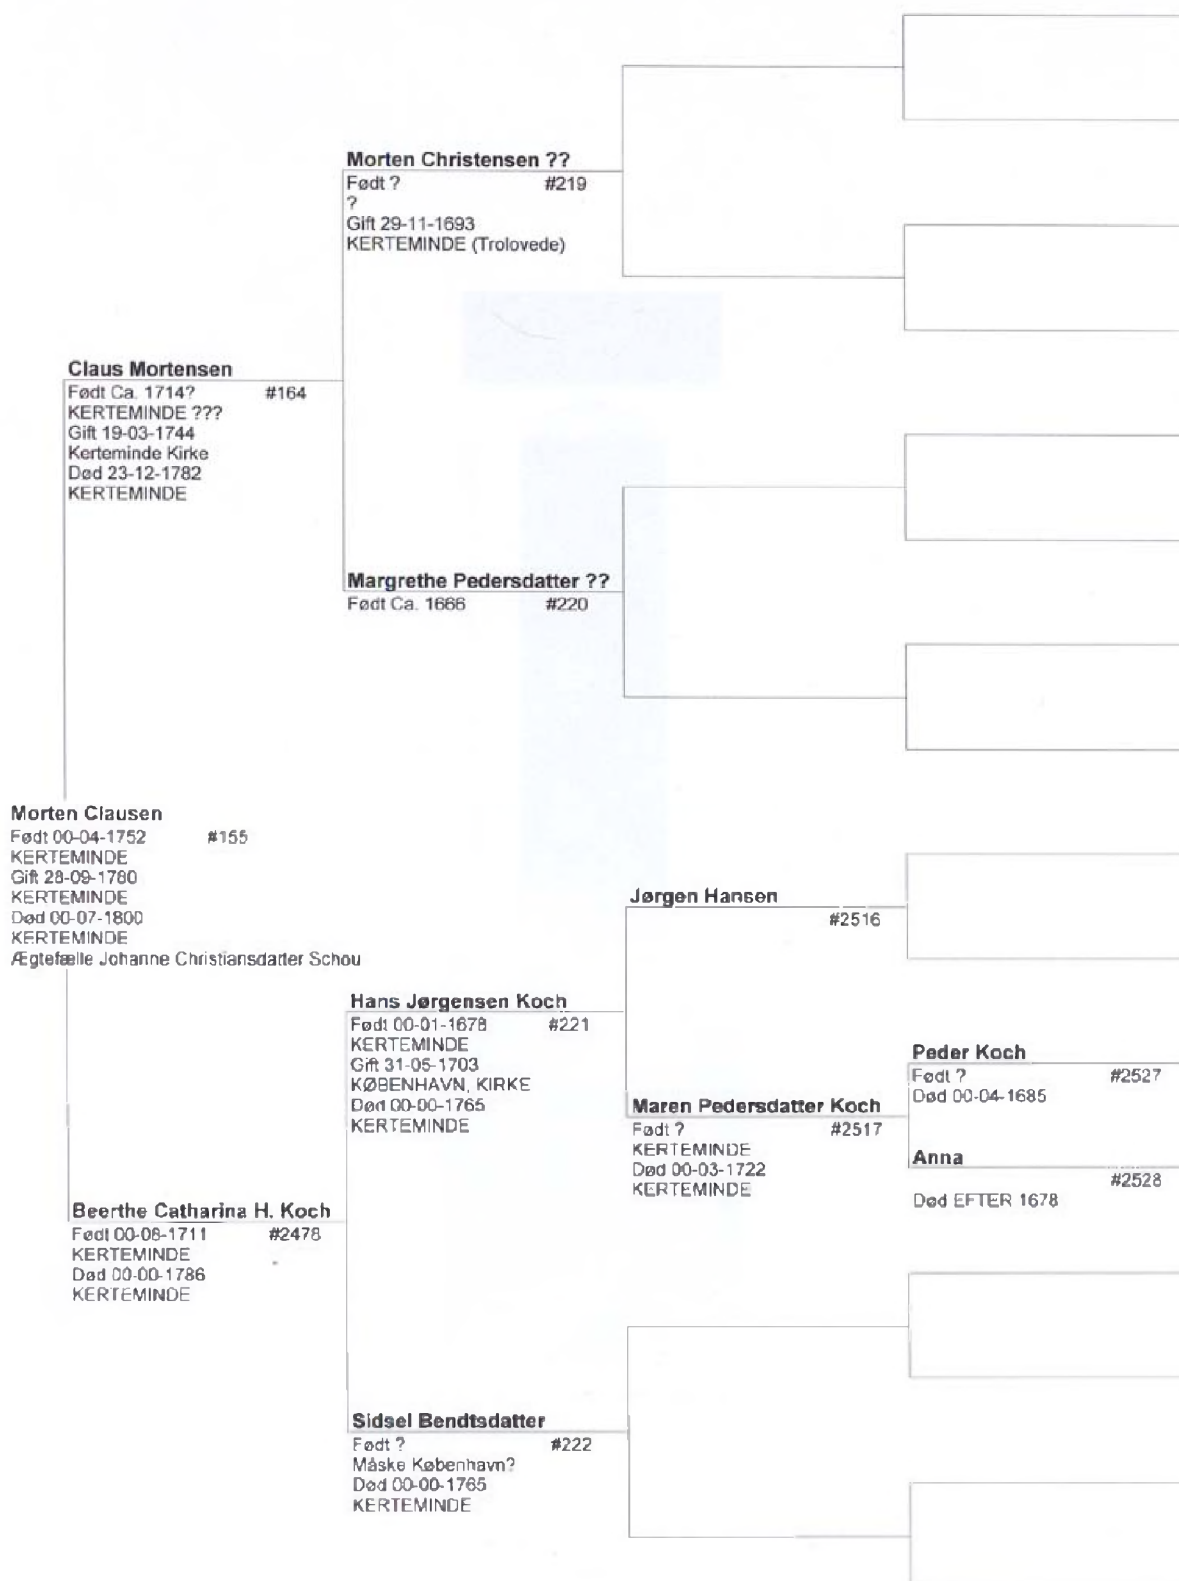 Morten Christensen ??
Født ? #219
?
Gift 29-11-1693
KERTEMINDE (Trolovede)
Claus Mortensen
Født Ca. 1714? #164
KERTEMINDE ???
Gift 19-03-1744
Kerteminde Kirke
Død 23-12-1782
KERTEMINDE
Margrethe Pedersdatter ??
Født Ca. 1666 #220
Morten Clausen
Født 00-04-1752 #155
KERTEMINDE
Gift 28-09-1780
KERTEMINDE
Død 00-07-1800
KERTEMINDE
Ægtefælle Johanne Christiansdatter Schou
Jørgen Hansen
#2516
Hans Jørgensen Koch
Født 00-01-1678 #221
KERTEMINDE
Gift 31-05-1703
KØBENHAVN, KIRKE
Død 00-00-1765
KERTEMINDE
Peder Koch
Født ? #2527
Død 00-04-1685
Maren Pedersdatter Koch
Født ? #2517
KERTEMINDE
Død 00-03-1722
KERTEMINDE
Anna
#2528
Død EFTER 1678
Beerthe Catharina H. Koch
Født 00-08-1711 #2478
KERTEMINDE
Død 00-00-1786
KERTEMINDE
Sidsel Bendtsdatter
Født ? #222
Måske København?
Død 00-00-1765
KERTEMINDE